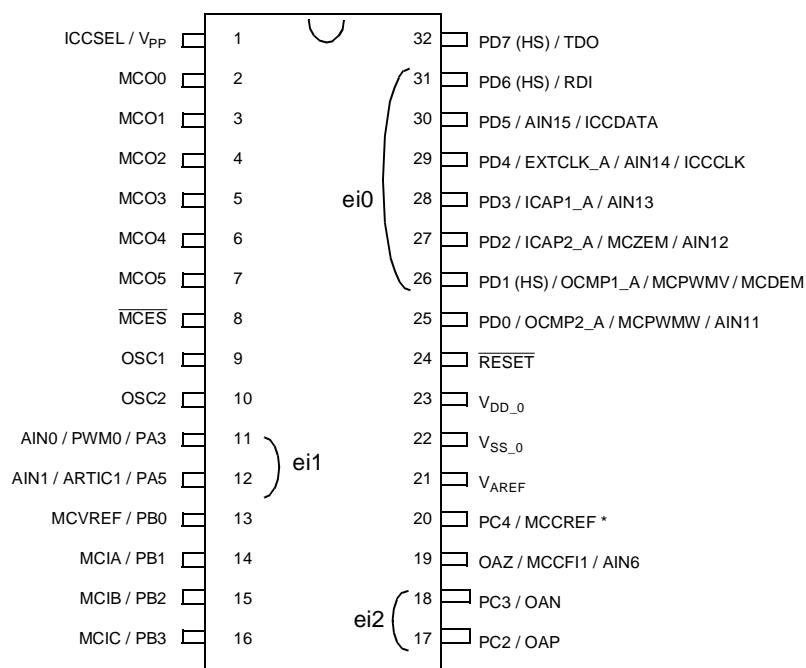 ICCSEL / VPP 1 32 PD7 (HS) / TDO
MCO0 2 31 PD6 (HS) / RDI
MCO1 3 30 PD5 / AIN15 / ICCDATA
MCO2 4 29 PD4 / EXTCLK_A / AIN14 / ICCCLK
MCO3 5 ei0 28 PD3 / ICAP1_A / AIN13
MCO4 6 27 PD2 / ICAP2_A / MCZEM / AIN12
MCO5 7 26 PD1 (HS) / OCMP1_A / MCPWMV / MCDEM
MCES 8 25 PD0 / OCMP2_A / MCPWMW / AIN11
OSC1 9 24 RESET
OSC2 10 23 VDD_0
AIN0 / PWM0 / PA3 11 22 VSS_0
ei1
AIN1 / ARTIC1 / PA5 12 21 VAREF
MCVREF / PB0 13 20 PC4 / MCCREF *
MCIA / PB1 14 19 OAZ / MCCFI1 / AIN6
MCIB / PB2 15 18 PC3 / OAN
ei2
MCIC / PB3 16 17 PC2 / OAP